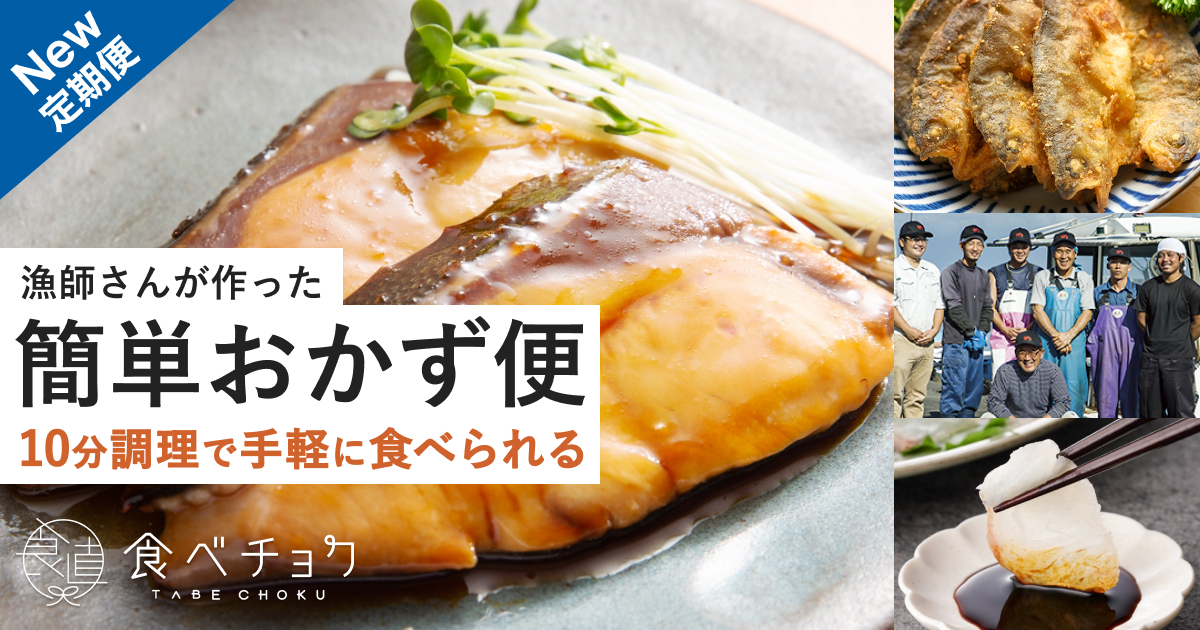 New
定期便
漁師さんが作った
簡単おかず便
10分調理で手軽に食べられる
食直
食べチョク
TABE CHOKU